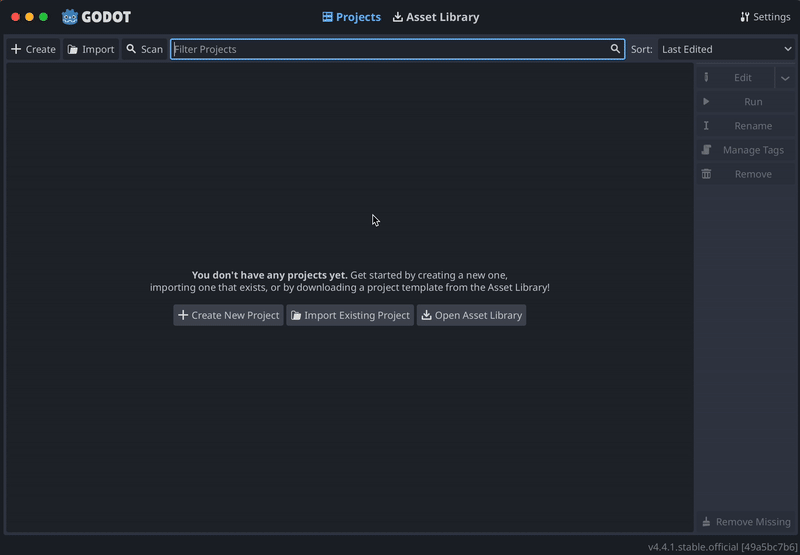 GODOT
Projects
Asset Library
Settings
Create
Import
Scan
Filter Projects
Sort:
Last Edited
Edit
Run
Rename
Manage Tags
Remove
You don't have any projects yet. Get started by creating a new one,
importing one that exists, or by downloading a project template from the Asset Library!
Create New Project
Import Existing Project
Open Asset Library
Remove Missing
v4.4.1.stable.official [49a5bc7b6]